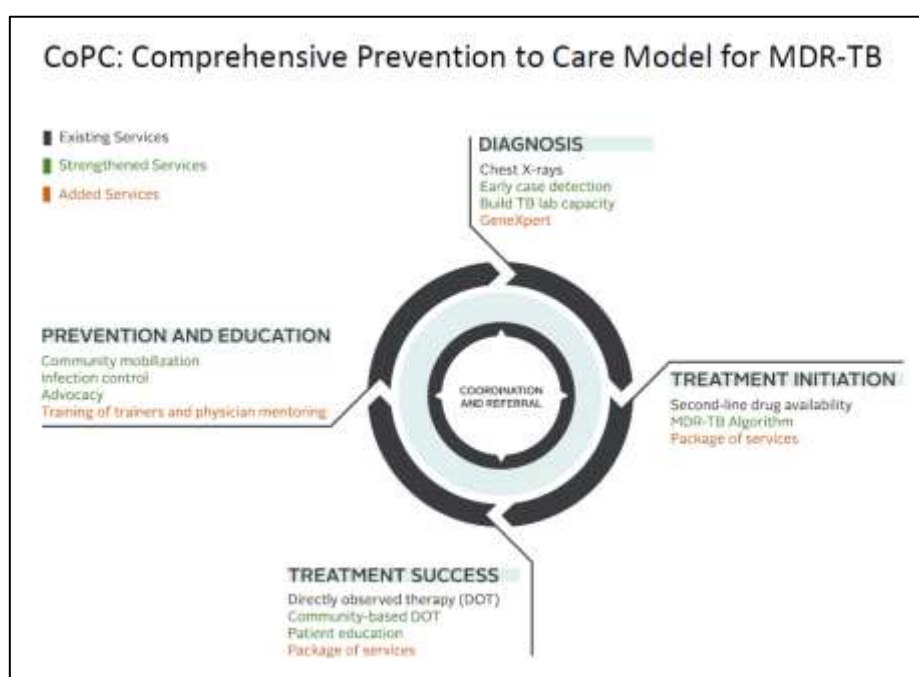 CoPC: Comprehensive Prevention to Care Model for MDR-TB
Existing Services
Strengthened Services
Added Services
DIAGNOSIS
Chest X-rays
Early case detection
Build TB lab capacity
GeneXpert
PREVENTION AND EDUCATION
Community mobilization
Infection control
Advocacy
Training of trainers and physician mentoring
COORDINATION
AND REFERRAL
TREATMENT INITIATION
Second-line drug availability
MDR-TB Algorithm
Package of services
TREATMENT SUCCESS
Directly observed therapy (DOT)
Community-based DOT
Patient education
Package of services